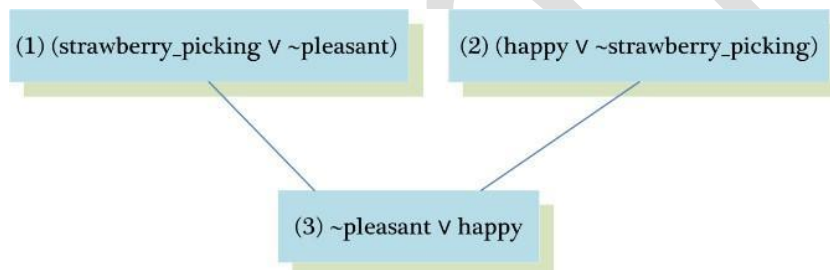 (1) (strawberry_picking ∨ ~pleasant)
(2) (happy ∨ ~strawberry_picking)
(3) ~pleasant ∨ happy